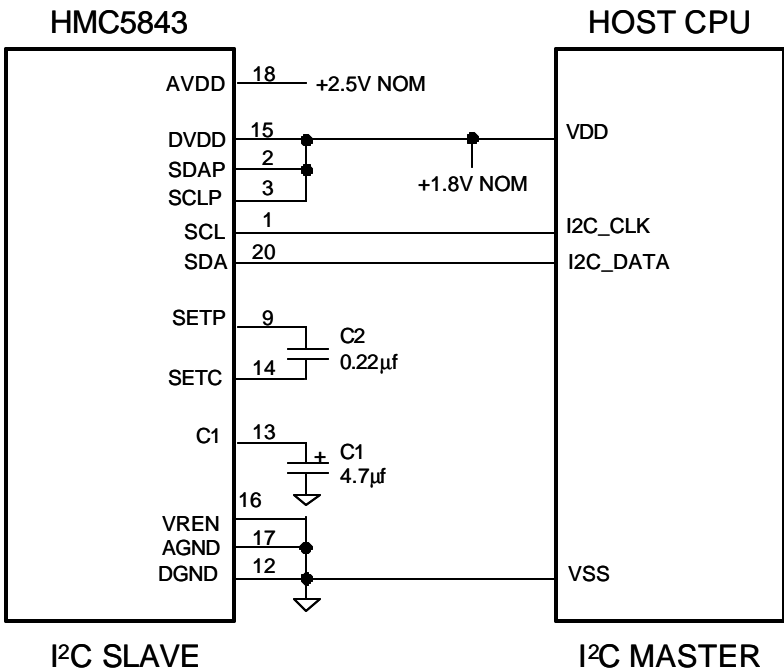 HMC5843
HOST CPU
AVDD 18 +2.5V NOM
DVDD 15 VDD
SDAP 2
SCLP 3 +1.8V NOM
SCL 1 I2C_CLK
SDA 20 I2C_DATA
SETP 9
C2
0.22µf
SETC 14
C1 13
C1
+
4.7µf
16
VREN
AGND 17
DGND 12 VSS
I²C SLAVE
I²C MASTER